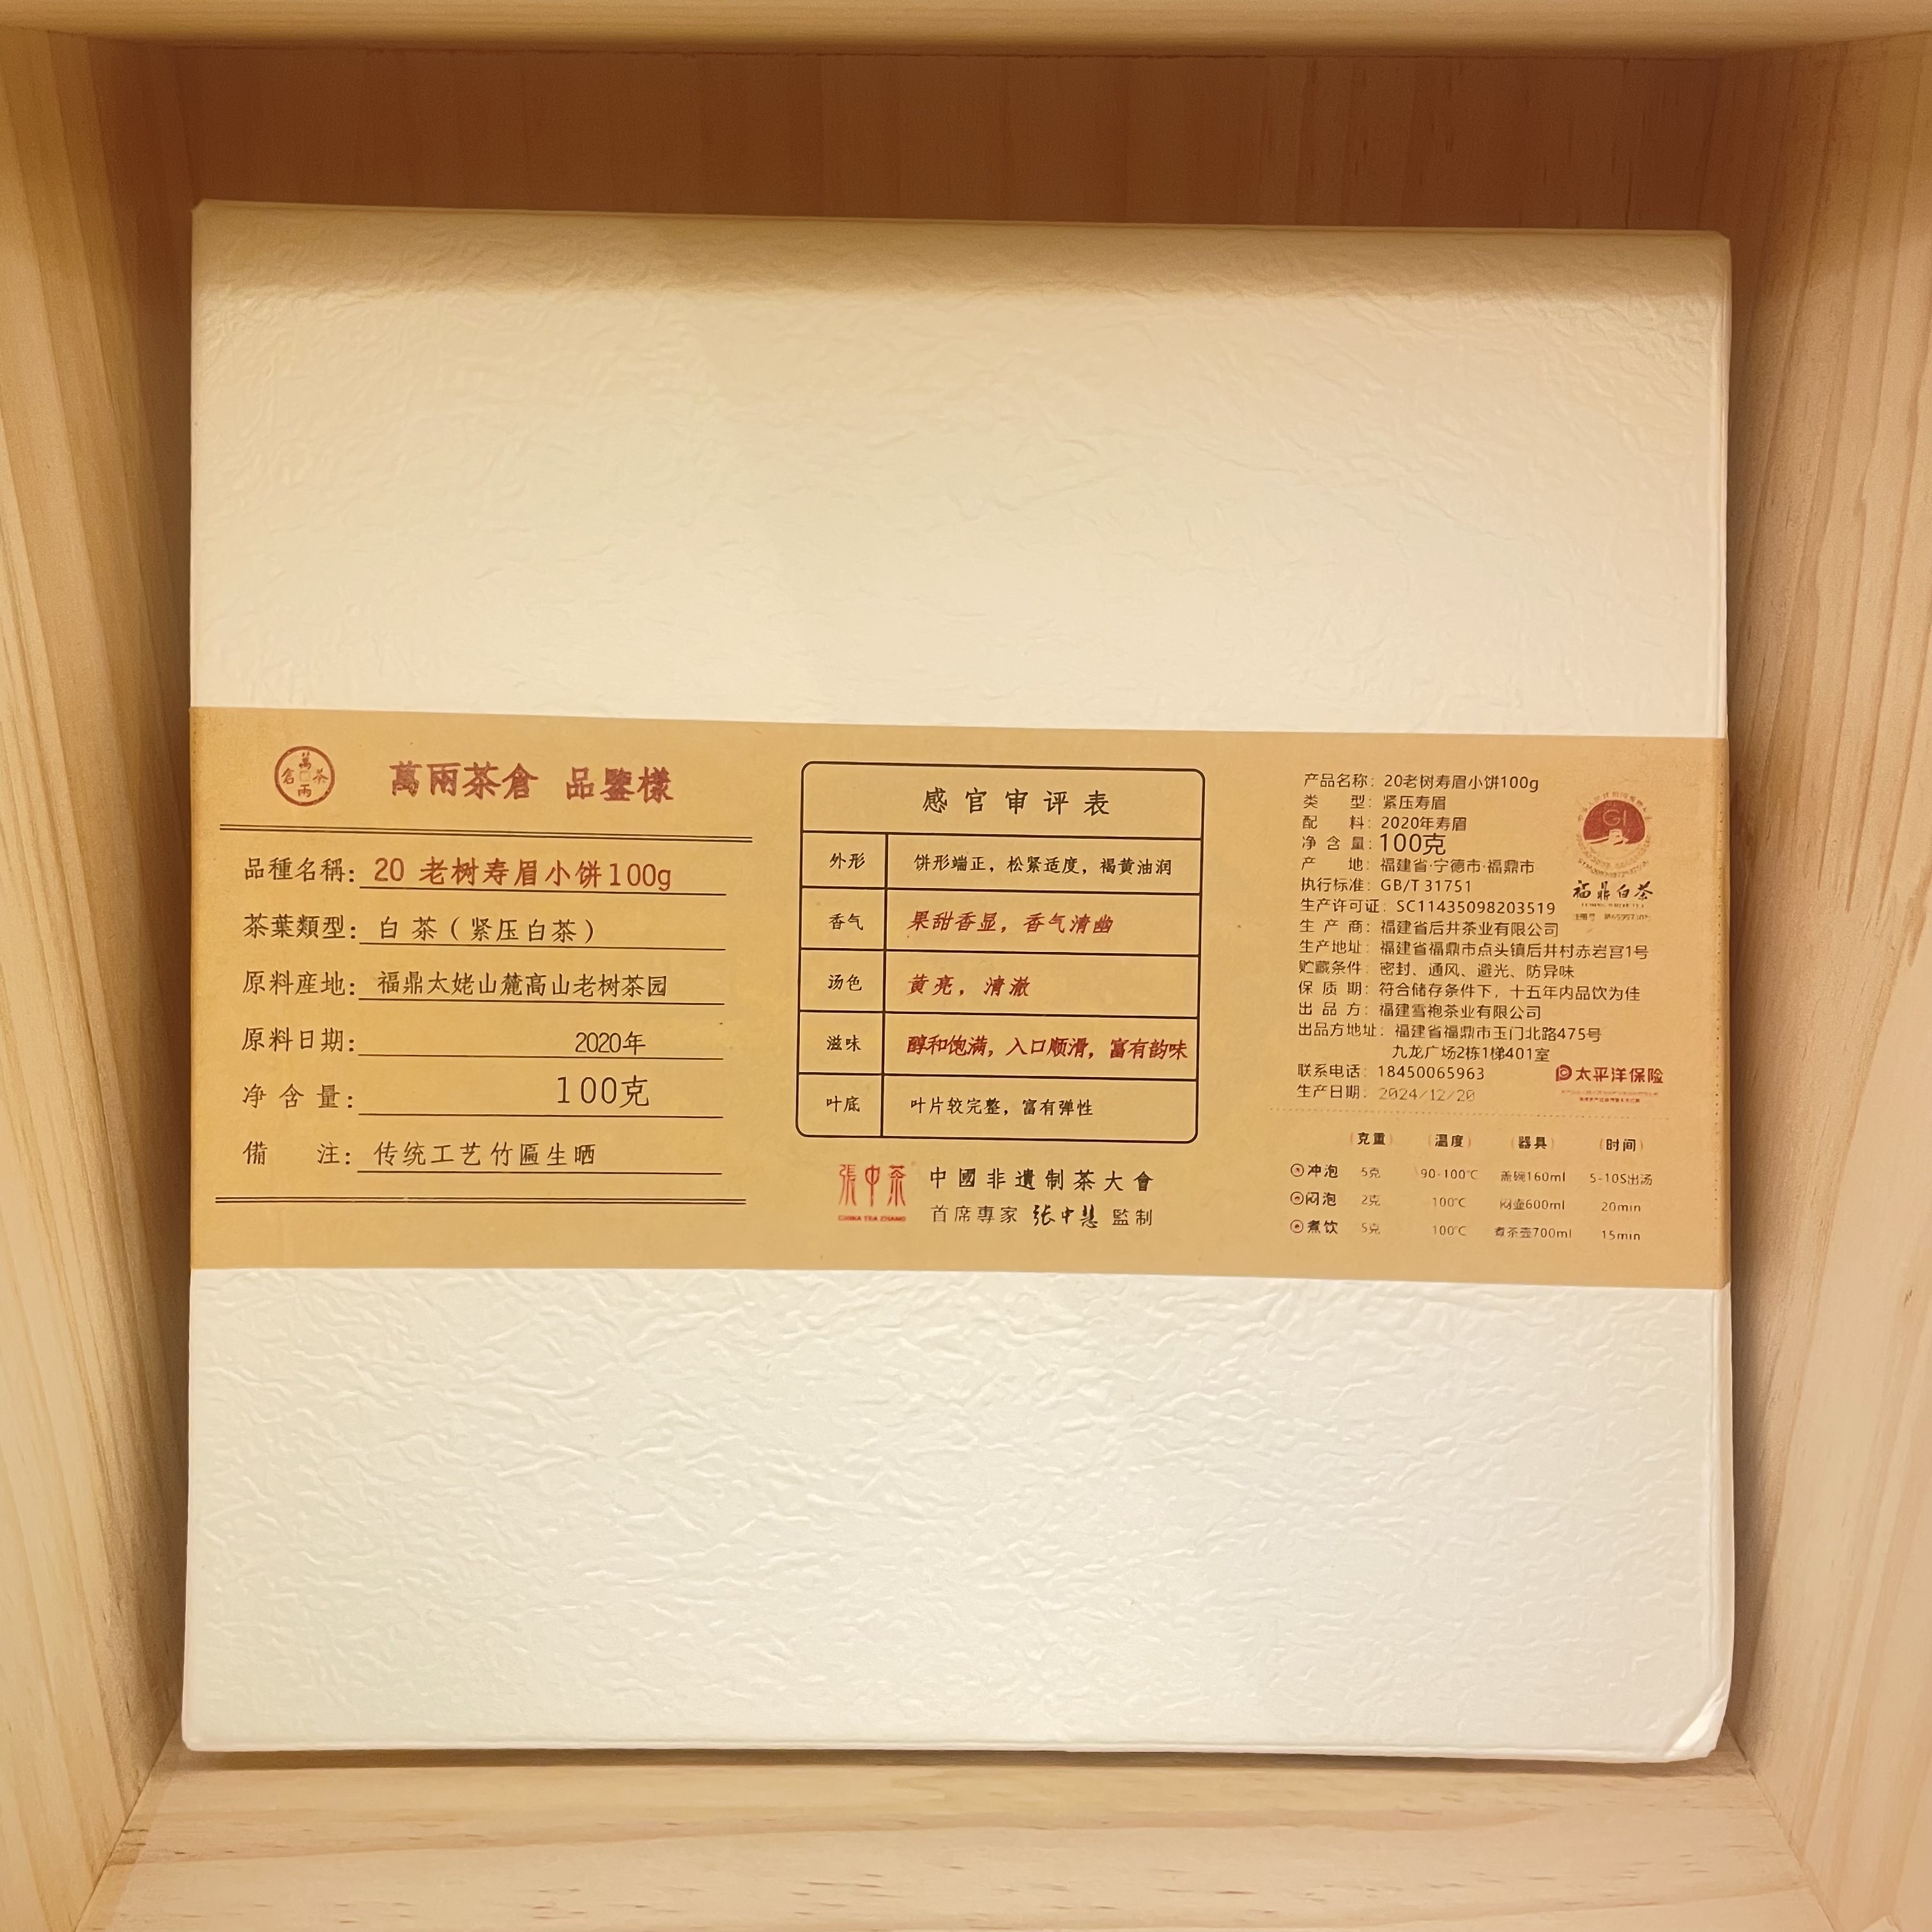 萬兩茶倉
萬兩茶倉 品鑒樣
品種名稱: 20 老树寿眉小饼100g
茶葉類型: 白茶(紧压白茶)
原料産地: 福鼎太姥山麓高山老树茶园
原料日期: 2020年
净含量: 100克
備注: 传统工艺竹匾生晒
感官审评表
外形 饼形端正，松紧适度，褐黄油润
香气 果甜香显，香气清幽
汤色 黄亮，清澈
滋味 醇和饱满，入口顺滑，富有韵味
叶底 叶片较完整，富有弹性
張中茶
CHINA TEA ZHANG
中國非遺制茶大會
首席專家 张中慧 監制
产品名称: 20老树寿眉小饼100g
类型: 紧压寿眉
配料: 2020年寿眉
净含量: 100克
产地: 福建省·宁德市·福鼎市
执行标准: GB/T 31751
生产许可证: SC11435098203519
生产商: 福建省后井茶业有限公司
生产地址: 福建省福鼎市点头镇后井村赤岩宫1号
贮藏条件: 密封、通风、避光、防异味
保质期: 符合储存条件下，十五年内品饮为佳
出品方: 福建雪袍茶业有限公司
出品方地址: 福建省福鼎市玉门北路475号
九龙广场2栋1梯401室
联系电话: 18450065963
生产日期: 2024/12/20
GI
福鼎白茶
太平洋保险
(克重) (温度) (器具) (时间)
冲泡 5克 90-100℃ 盖碗160ml 5-10S出汤
闷泡 2克 100℃ 闷壶600ml 20min
煮饮 5克 100℃ 煮茶壶700ml 15min